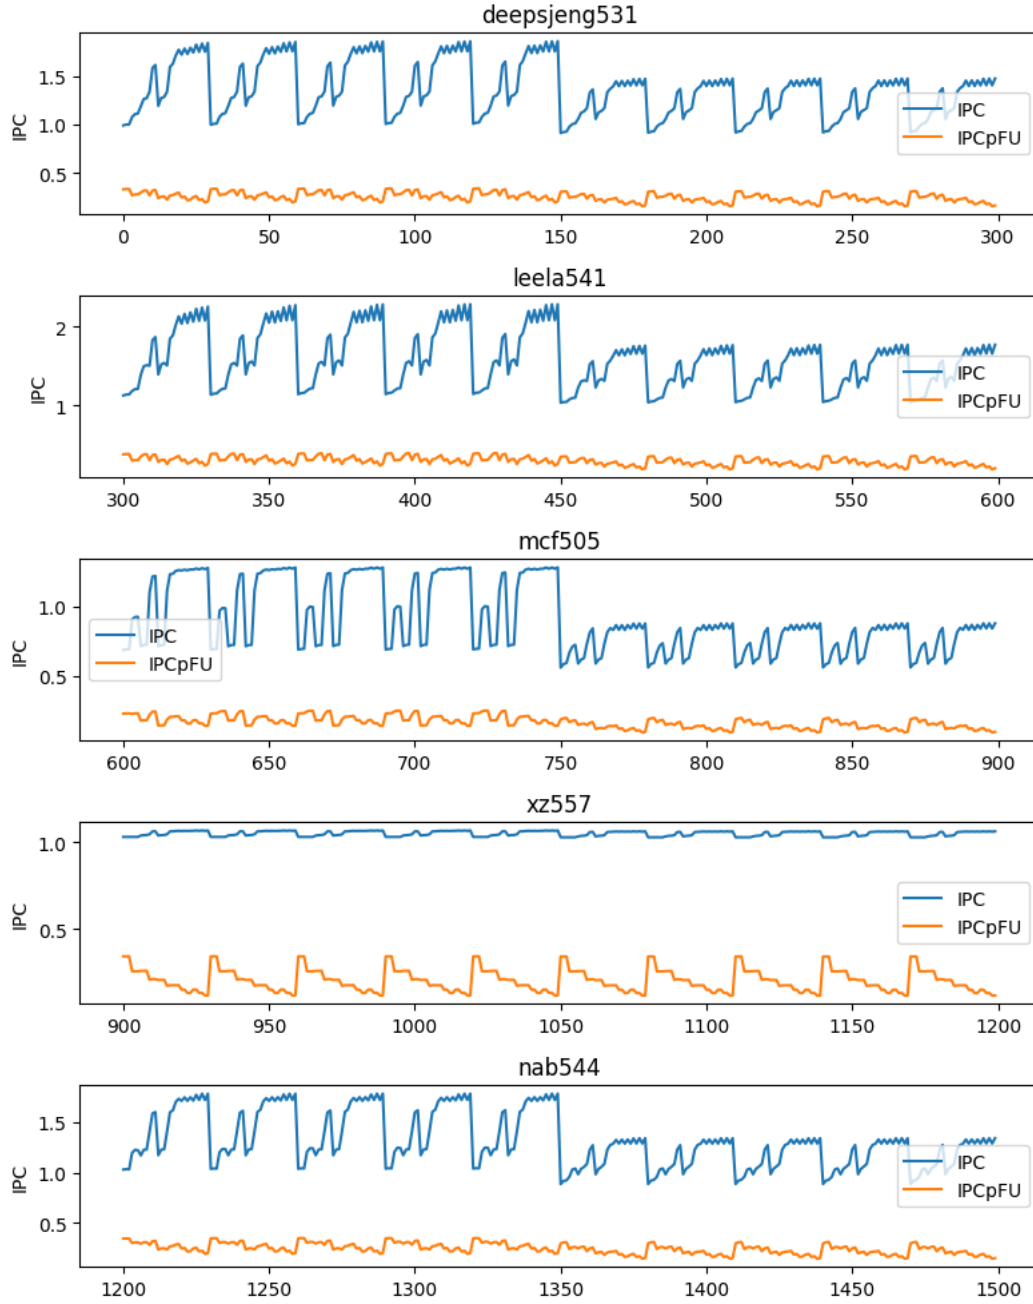 deepsjeng531
IPC
1.5
1.0
0.5
IPC
IPCpFU
0 50 100 150 200 250 300
leela541
IPC
2
1
IPC
IPCpFU
300 350 400 450 500 550 600
mcf505
IPC
1.0
0.5
IPC
IPCpFU
600 650 700 750 800 850 900
xz557
IPC
1.0
0.5
IPC
IPCpFU
900 950 1000 1050 1100 1150 1200
nab544
IPC
1.5
1.0
0.5
IPC
IPCpFU
1200 1250 1300 1350 1400 1450 1500